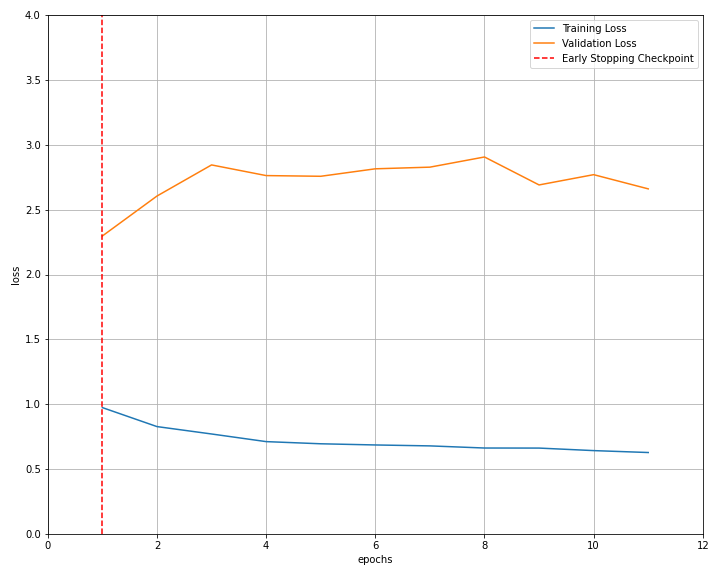 4.0
3.5
3.0
2.5
2.0
1.5
1.0
0.5
0.0
loss
Training Loss
Validation Loss
Early Stopping Checkpoint
0 2 4 6 8 10 12
epochs